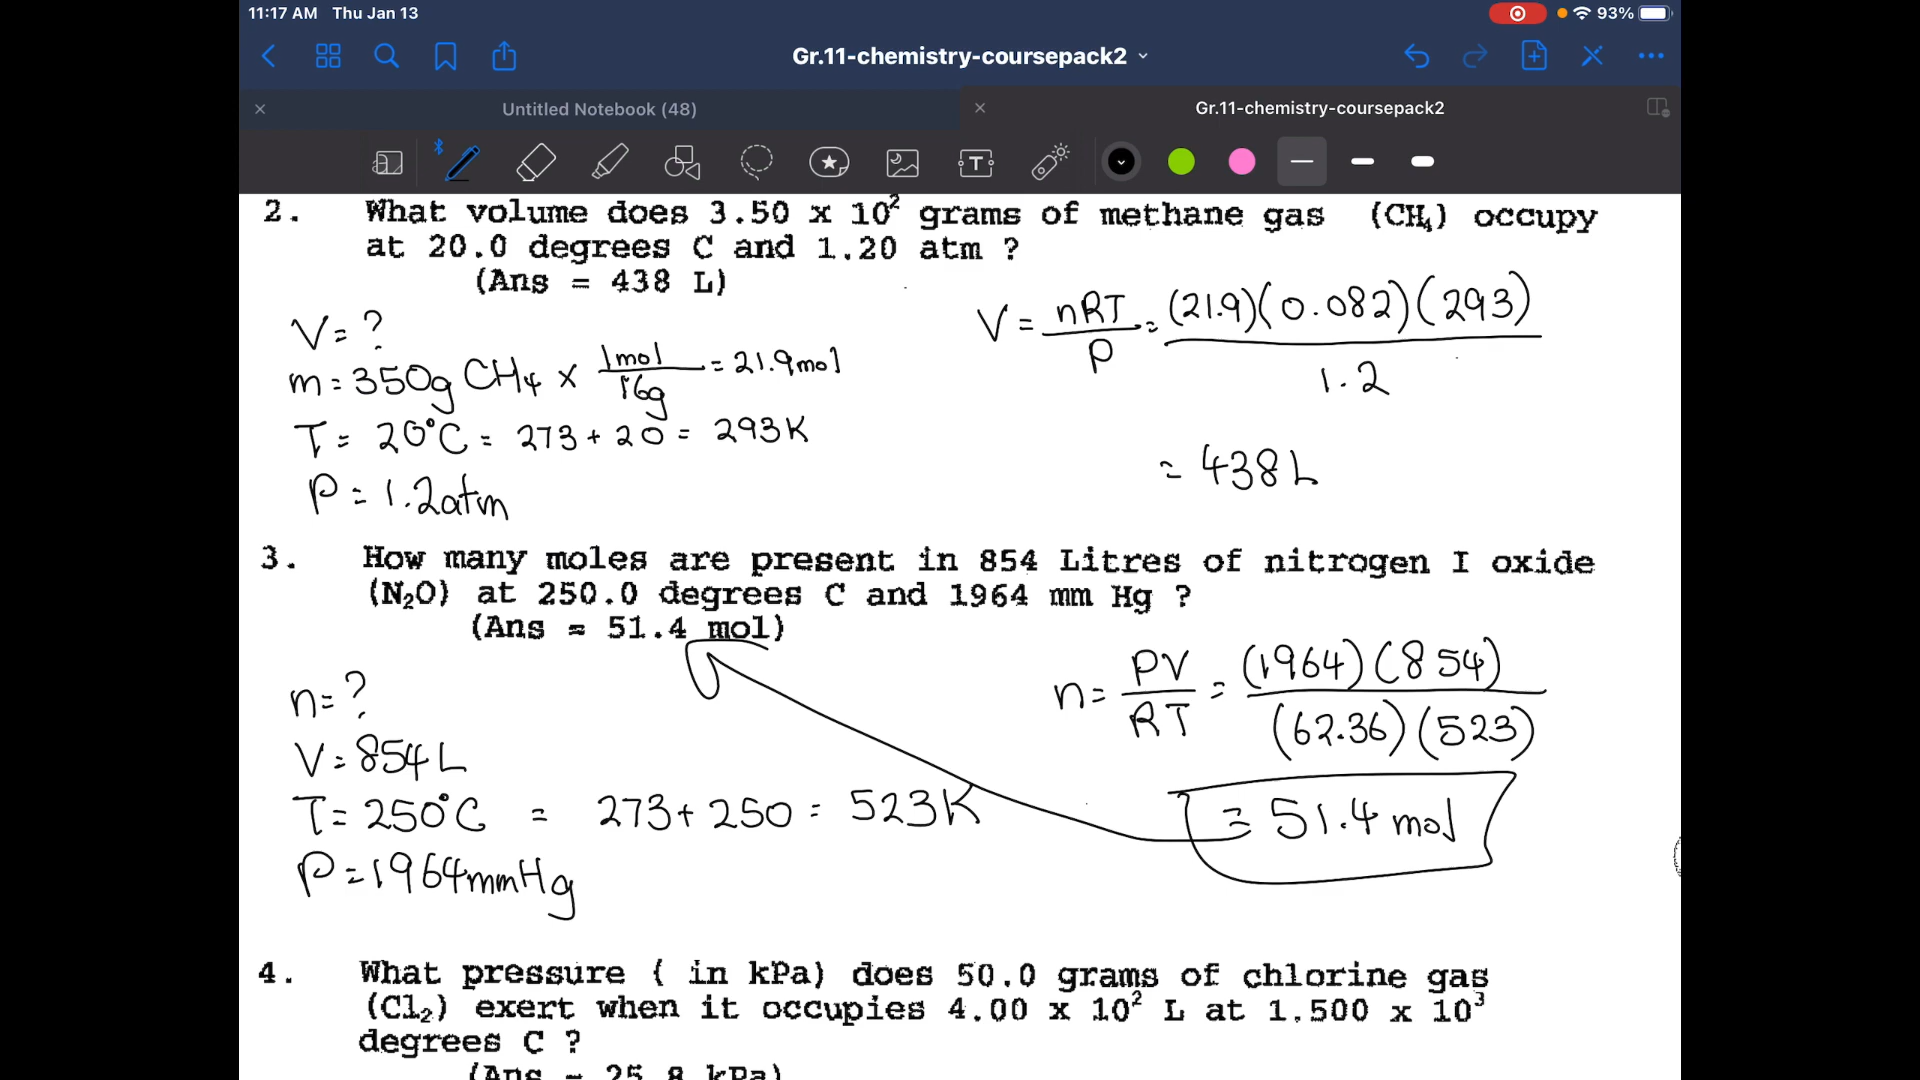 11:17 AM Thu Jan 13
93%
Gr.11-chemistry-coursepack2
Untitled Notebook (48)
Gr.11-chemistry-coursepack2
2. What volume does 3.50 x 10² grams of methane gas (CH₄) occupy
at 20.0 degrees C and 1.20 atm ?
(Ans = 438 L)
V = ?
m = 350g CH4 x 1mol/16g = 21.9mol
T = 20°C = 273 + 20 = 293K
P = 1.2atm
V = nRT/P = (21.9)(0.082)(293)/1.2
= 438 L
3. How many moles are present in 854 Litres of nitrogen I oxide
(N₂O) at 250.0 degrees C and 1964 mm Hg ?
(Ans = 51.4 mol)
n = ?
V = 854 L
T = 250°C = 273 + 250 = 523K
P = 1964mmHg
n = PV/RT = (1964)(854)/(62.36)(523)
= 51.4 mol
4. What pressure ( in kPa) does 50.0 grams of chlorine gas
(Cl₂) exert when it occupies 4.00 x 10² L at 1.500 x 10³
degrees C ?
(Ans = 25.8 kPa)